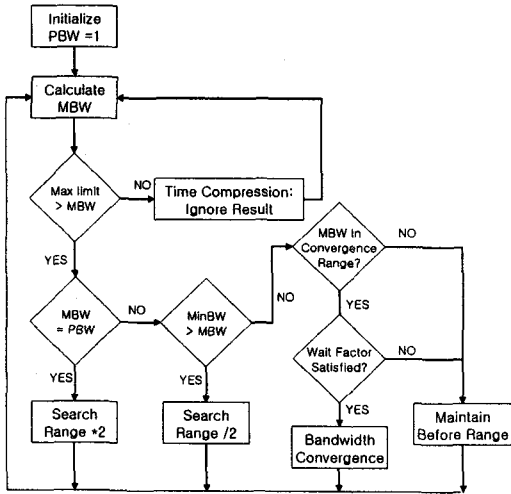 Initialize
PBW =1
Calculate
MBW
Max limit
> MBW
NO
Time Compression:
Ignore Result
YES
MBW In
Convergence
Range?
NO
YES
MBW
= PBW
NO
MinBW
> MBW
NO
Wait Factor
Satisfied?
NO
YES
YES
YES
Search
Range *2
Search
Range /2
Bandwidth
Convergence
Maintain
Before Range